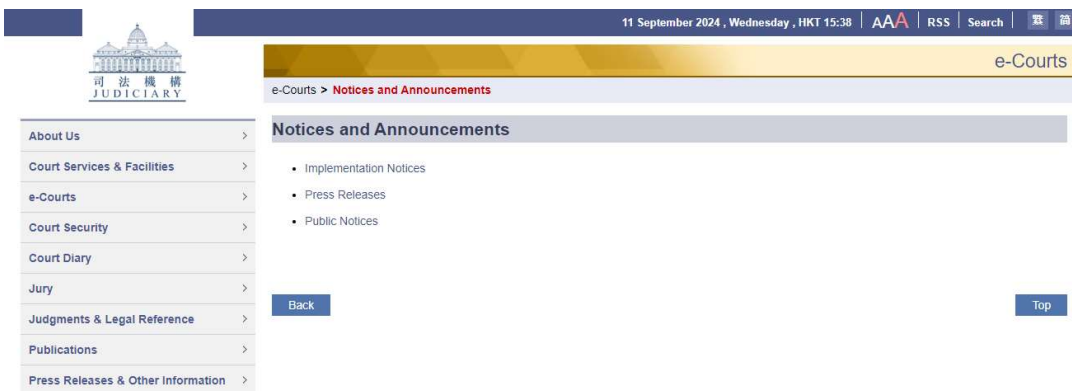 11 September 2024 , Wednesday , HKT 15:38 AAA RSS Search 繁 簡
司法機構
JUDICIARY
e-Courts
e-Courts > Notices and Announcements
About Us >
Court Services & Facilities >
e-Courts >
Court Security >
Court Diary >
Jury >
Judgments & Legal Reference >
Publications >
Press Releases & Other Information >
Notices and Announcements
• Implementation Notices
• Press Releases
• Public Notices
Back
Top